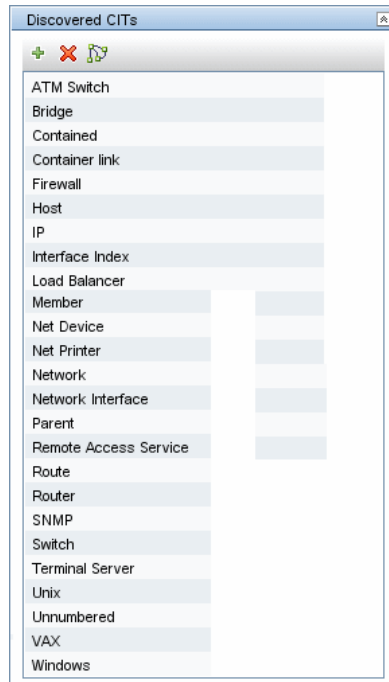 Discovered CITs
ATM Switch
Bridge
Contained
Container link
Firewall
Host
IP
Interface Index
Load Balancer
Member
Net Device
Net Printer
Network
Network Interface
Parent
Remote Access Service
Route
Router
SNMP
Switch
Terminal Server
Unix
Unnumbered
VAX
Windows